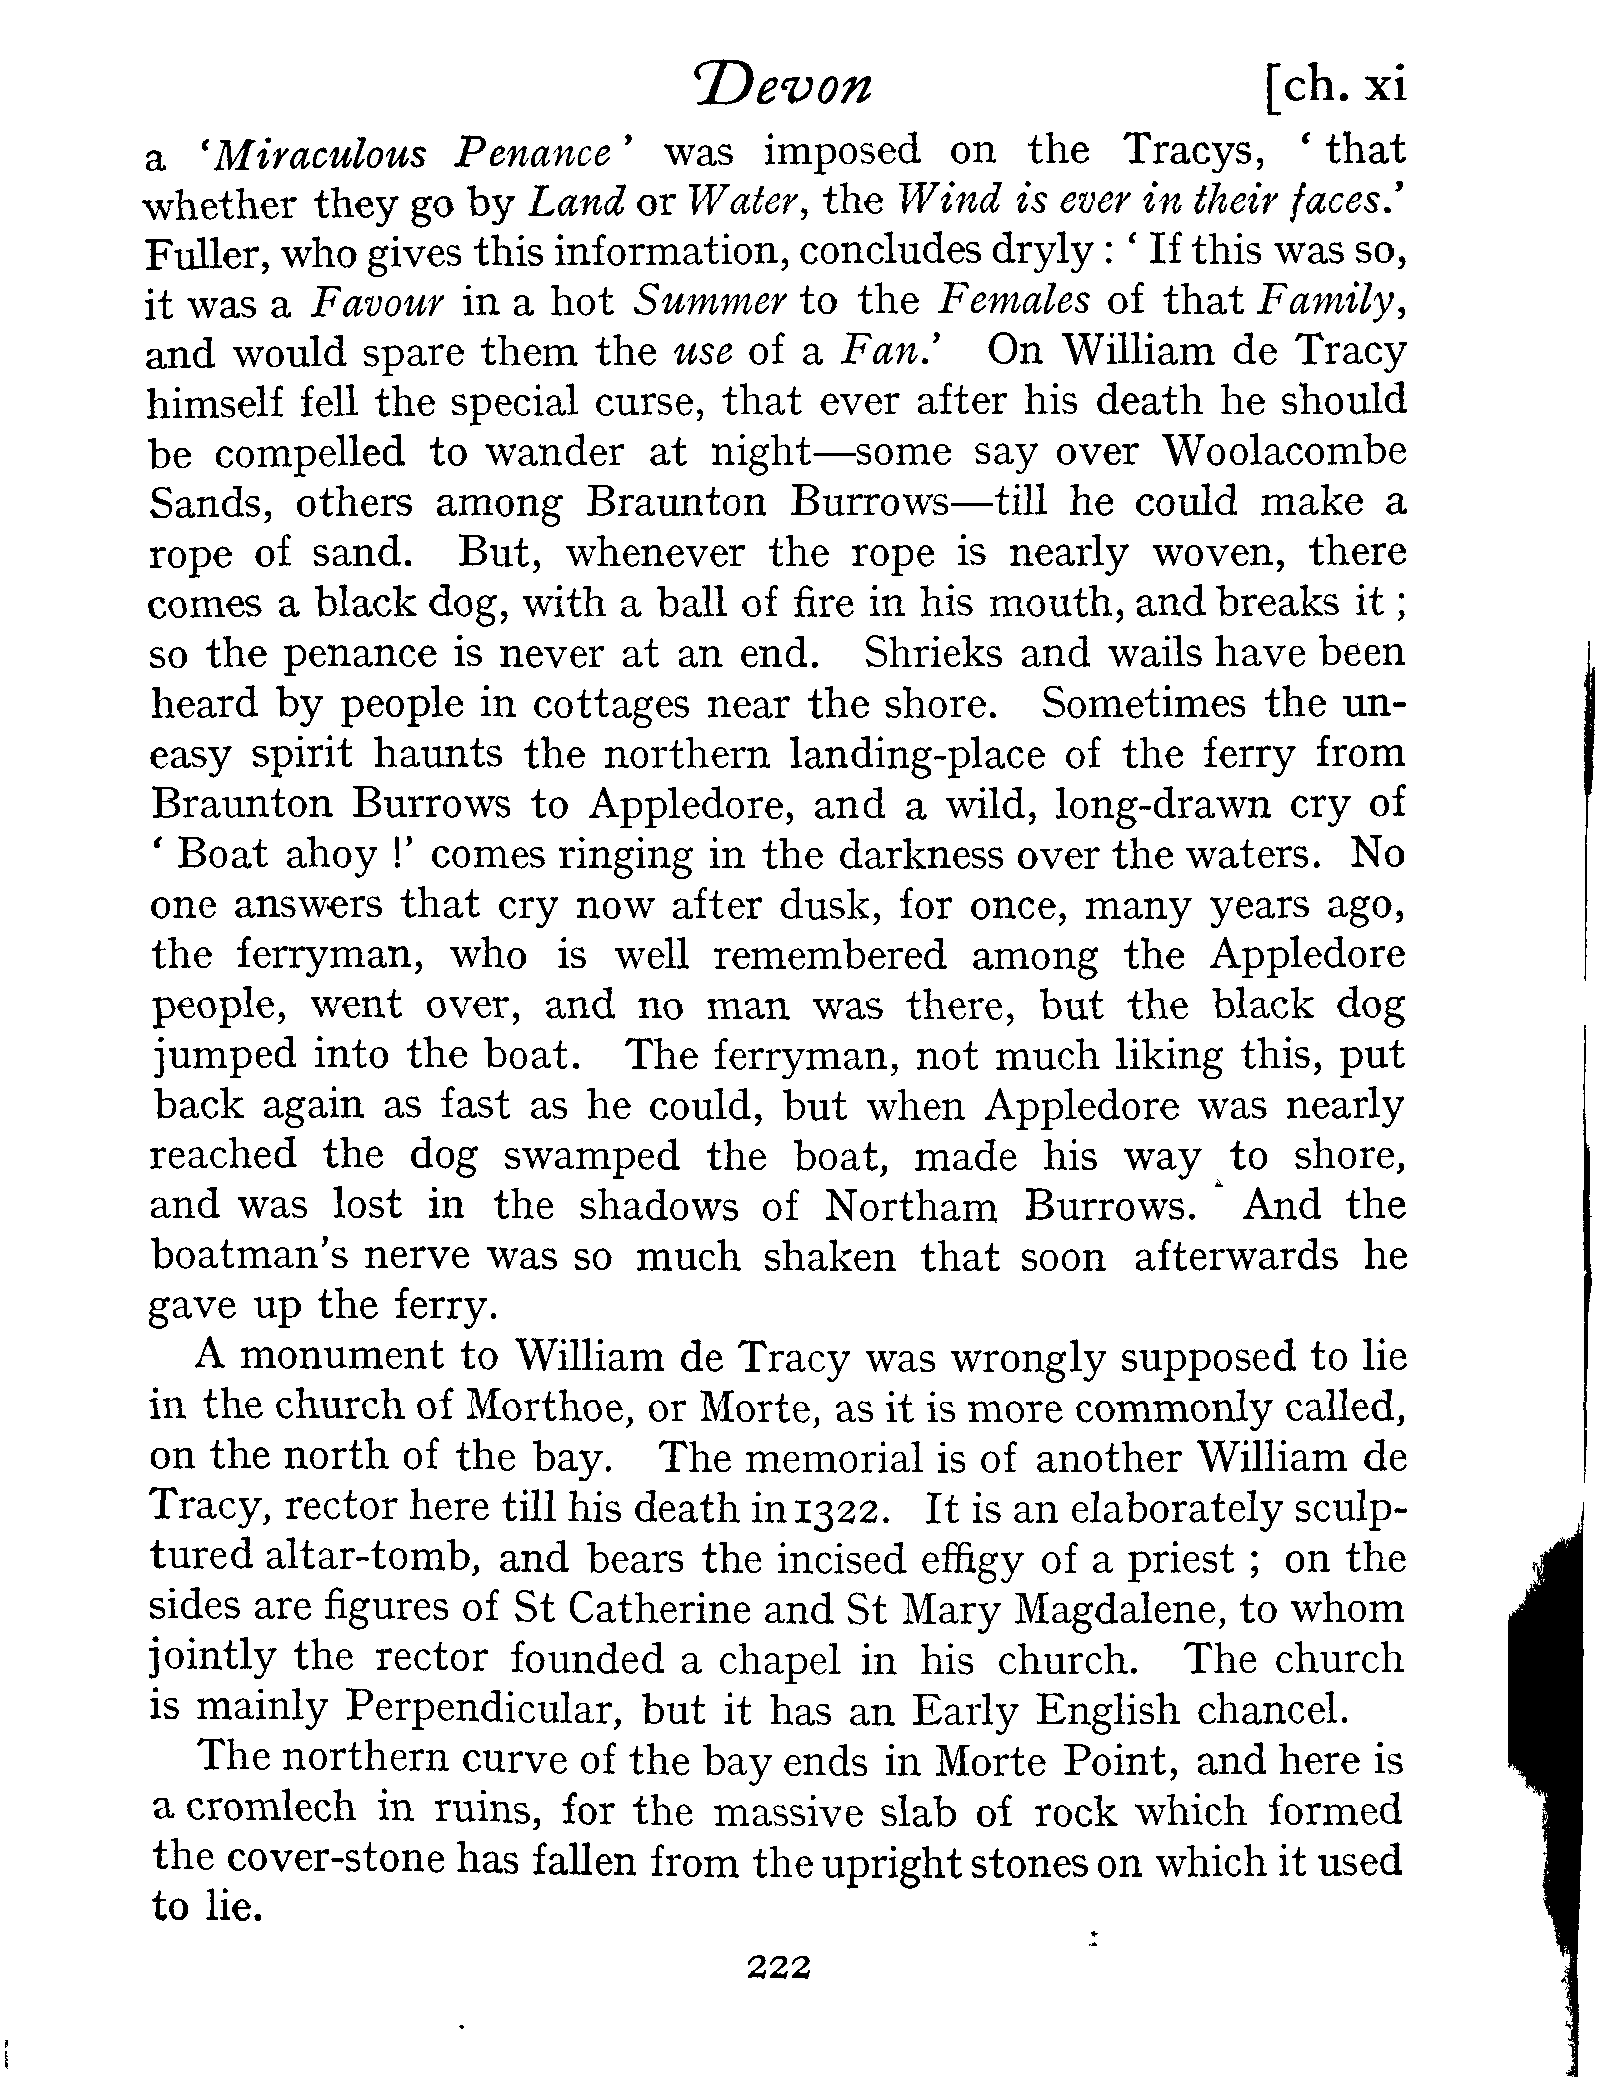 Devon [ch. xi
a ‘Miraculous Penance’ was imposed on the Tracys, ‘ that
whether they go by Land or Water, the Wind is ever in their faces.’
Fuller, who gives this information, concludes dryly : ‘ If this was so,
it was a Favour in a hot Summer to the Females of that Family,
and would spare them the use of a Fan.’ On William de Tracy
himself fell the special curse, that ever after his death he should
be compelled to wander at night—some say over Woolacombe
Sands, others among Braunton Burrows—till he could make a
rope of sand. But, whenever the rope is nearly woven, there
comes a black dog, with a ball of fire in his mouth, and breaks it ;
so the penance is never at an end. Shrieks and wails have been
heard by people in cottages near the shore. Sometimes the un-
easy spirit haunts the northern landing-place of the ferry from
Braunton Burrows to Appledore, and a wild, long-drawn cry of
‘ Boat ahoy !’ comes ringing in the darkness over the waters. No
one answers that cry now after dusk, for once, many years ago,
the ferryman, who is well remembered among the Appledore
people, went over, and no man was there, but the black dog
jumped into the boat. The ferryman, not much liking this, put
back again as fast as he could, but when Appledore was nearly
reached the dog swamped the boat, made his way to shore,
and was lost in the shadows of Northam Burrows. And the
boatman’s nerve was so much shaken that soon afterwards he
gave up the ferry.
A monument to William de Tracy was wrongly supposed to lie
in the church of Morthoe, or Morte, as it is more commonly called,
on the north of the bay. The memorial is of another William de
Tracy, rector here till his death in 1322. It is an elaborately sculp-
tured altar-tomb, and bears the incised effigy of a priest ; on the
sides are figures of St Catherine and St Mary Magdalene, to whom
jointly the rector founded a chapel in his church. The church
is mainly Perpendicular, but it has an Early English chancel.
The northern curve of the bay ends in Morte Point, and here is
a cromlech in ruins, for the massive slab of rock which formed
the cover-stone has fallen from the upright stones on which it used
to lie.
222